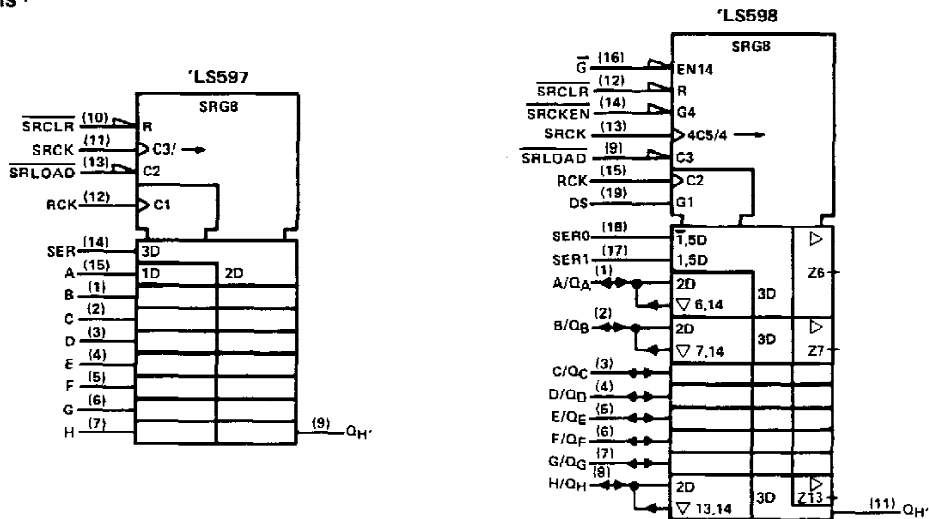 'LS597
SRG8
SRCLR (10) R
SRCK (11) C3/
SRLOAD (13) C2
RCK (12) C1
SER (14) 3D
A (15) 1D 2D
B (1)
C (2)
D (3)
E (4)
F (5)
G (6)
H (7) (9) QH'
'LS598
SRG8
G (16) EN14
SRCLR (12) R
SRCKEN (14) G4
SRCK (13) 4C5/4
SRLOAD (9) C3
RCK (15) C2
DS (19) G1
SER0 (18) 1,5D
SER1 (17) 1,5D
Z6
A/QA (1) 2D 3D
6,14
B/QB (2) 2D 3D
7,14 Z7
C/QC (3)
D/QD (4)
E/QE (5)
F/QF (6)
G/QG (7)
H/QH (8) 2D 3D
13,14 Z13
(11) QH'